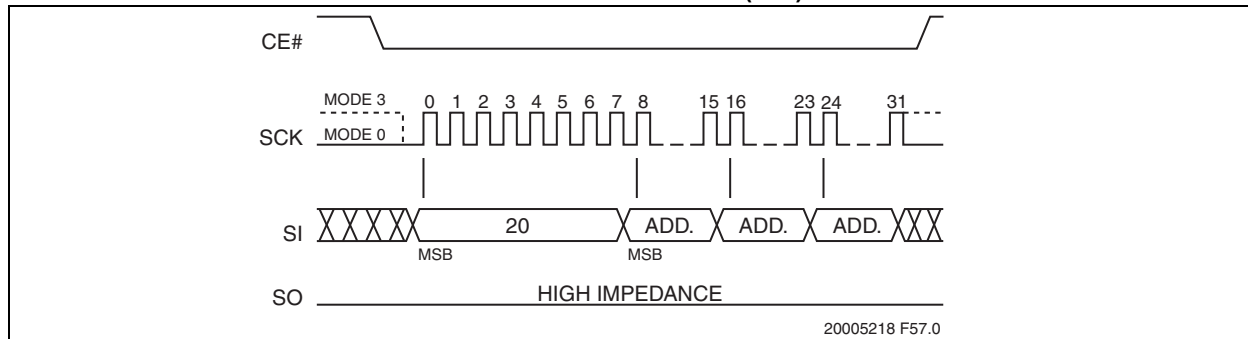 CE#
MODE 3
0 1 2 3 4 5 6 7 8 15 16 23 24 31
SCK
MODE 0
SI
20 ADD. ADD. ADD.
MSB MSB
SO
HIGH IMPEDANCE
20005218 F57.0